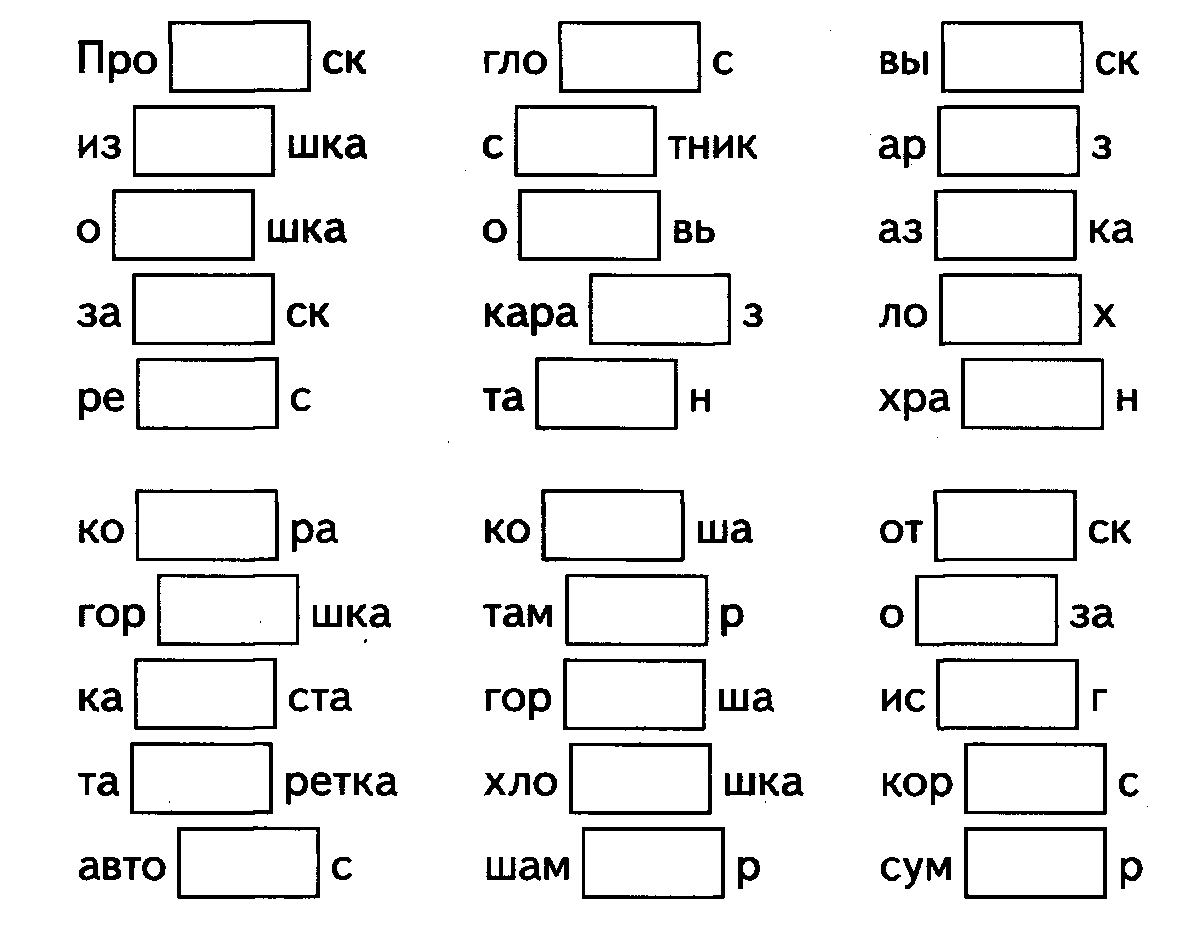 Про ск гло с вы ск
из шка с тник ар з
о шка о вь аз ка
за ск кара з ло х
ре с та н хра н
ко ра ко ша от ск
гор шка там р о за
ка ста гор ша ис г
та ретка хло шка кор с
авто с шам р сум р